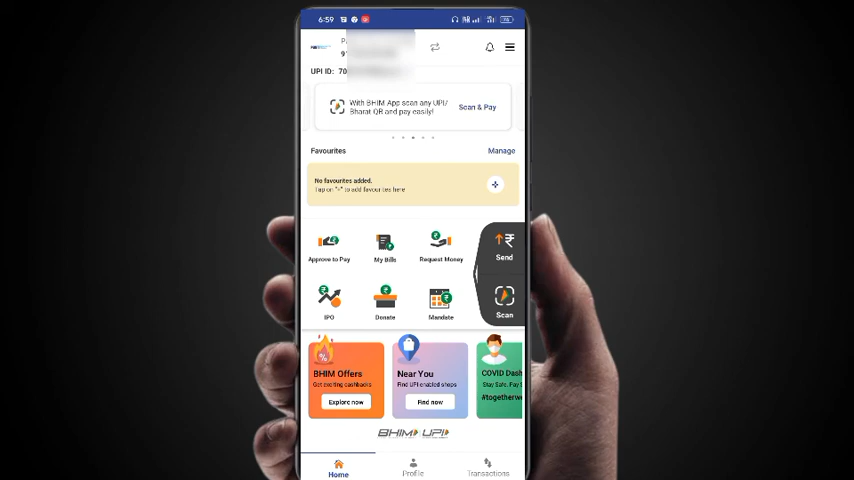 6:59
UPI ID: 70
With BHIM App scan any UPI/
Bharat QR and pay easily!
Scan & Pay
Favourites
Manage
No favourites added.
Tap on "+" to add favourites here
Approve to Pay
My Bills
Request Money
Send
IPO
Donate
Mandate
Scan
BHIM Offers
Get exciting cashbacks
Explore now
Near You
Find UPI enabled shops
Find now
COVID Dash
Stay Safe. Pay
#togetherw
BHIM UPI
Home
Profile
Transactions